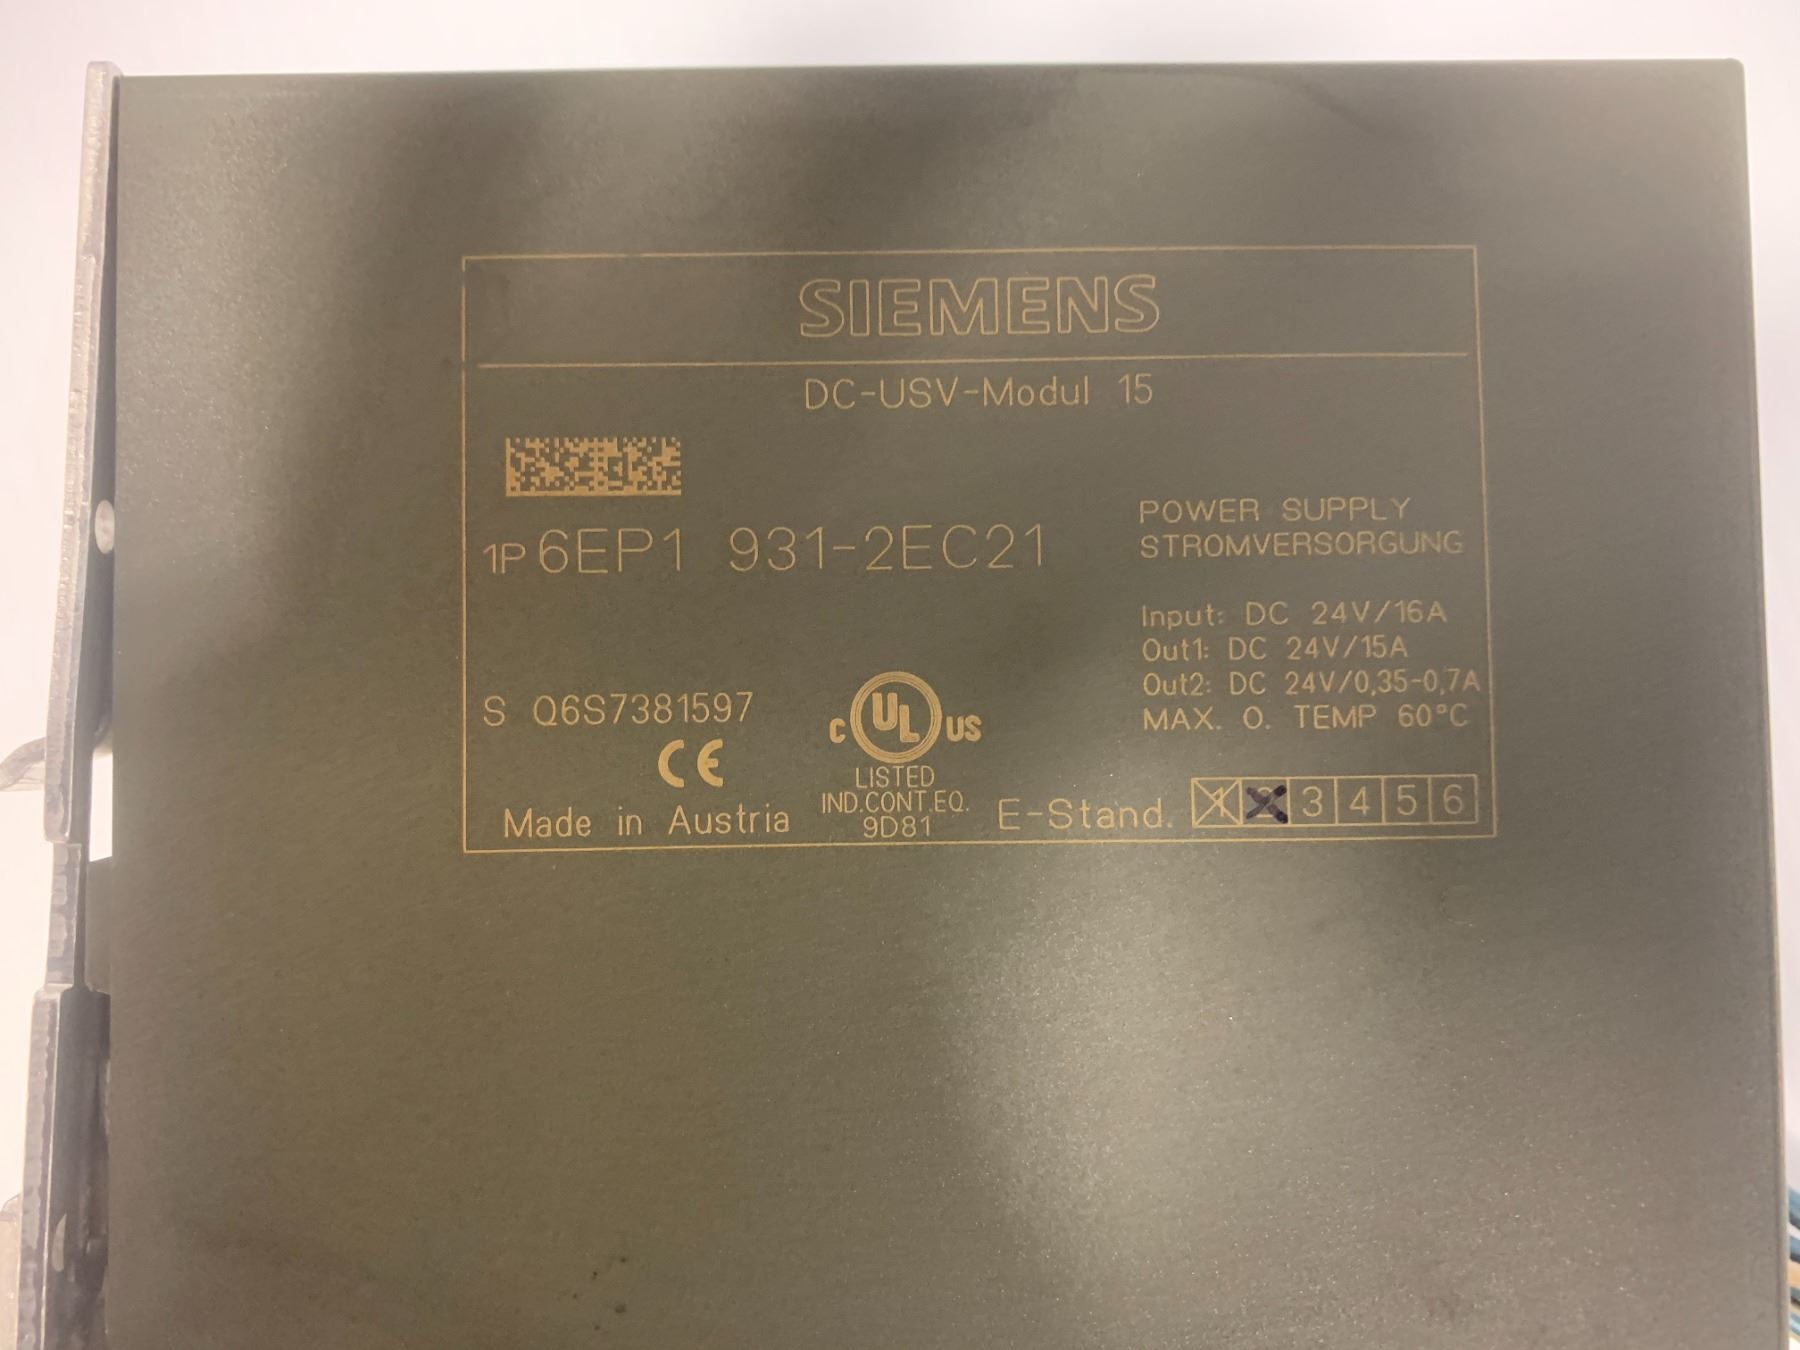 SIEMENS
DC-USV-Modul 15
1P 6EP1 931-2EC21
POWER SUPPLY
STROMVERSORGUNG
Input: DC 24V/16A
Out1: DC 24V/15A
Out2: DC 24V/0,35-0,7A
MAX. O. TEMP 60°C
S Q6S7381597
CE
C UL US
LISTED
IND.CONT.EQ.
9D81
Made in Austria
E-Stand. 1 2 3 4 5 6